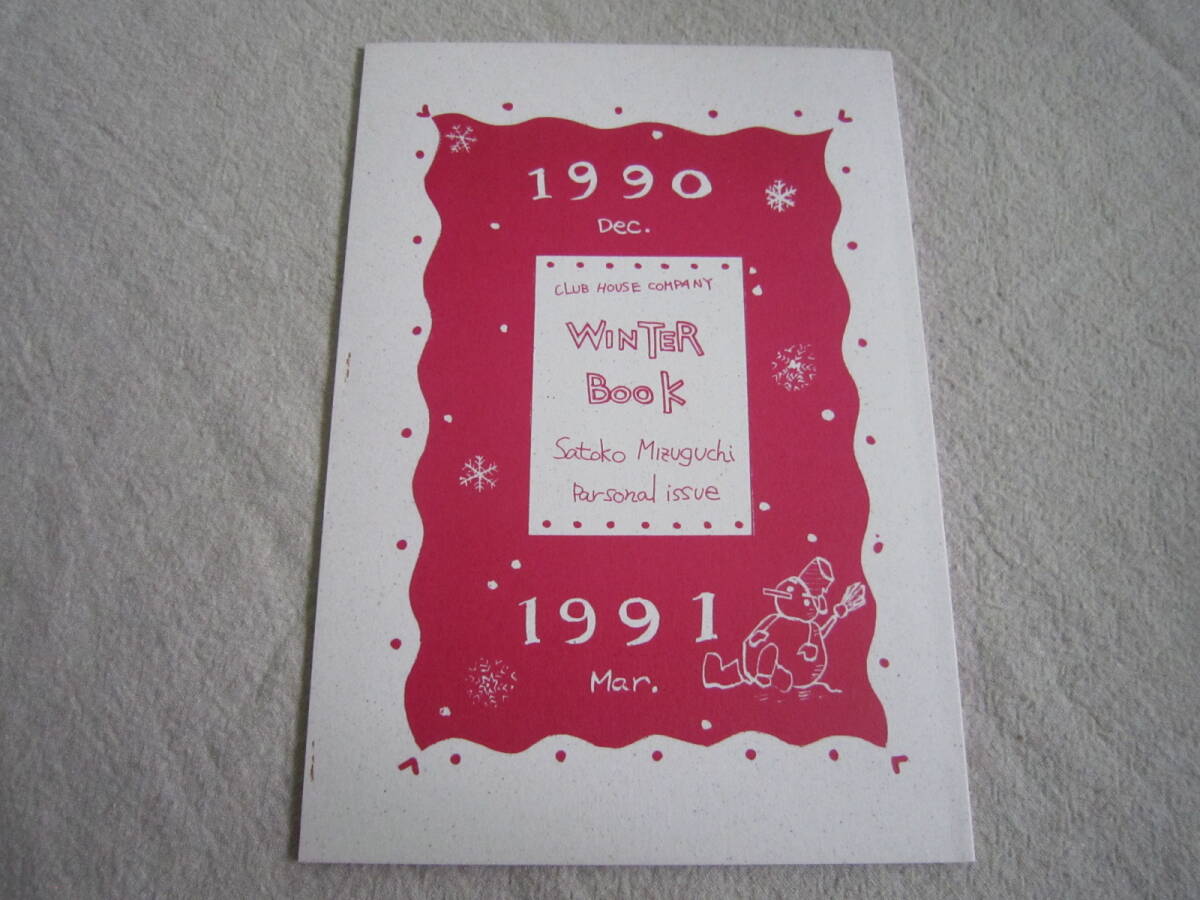 1990
Dec.
CLUB HOUSE COMPANY
WINTER
BooK
Satoko Mizuguchi
Parsonal issue
1991
Mar.